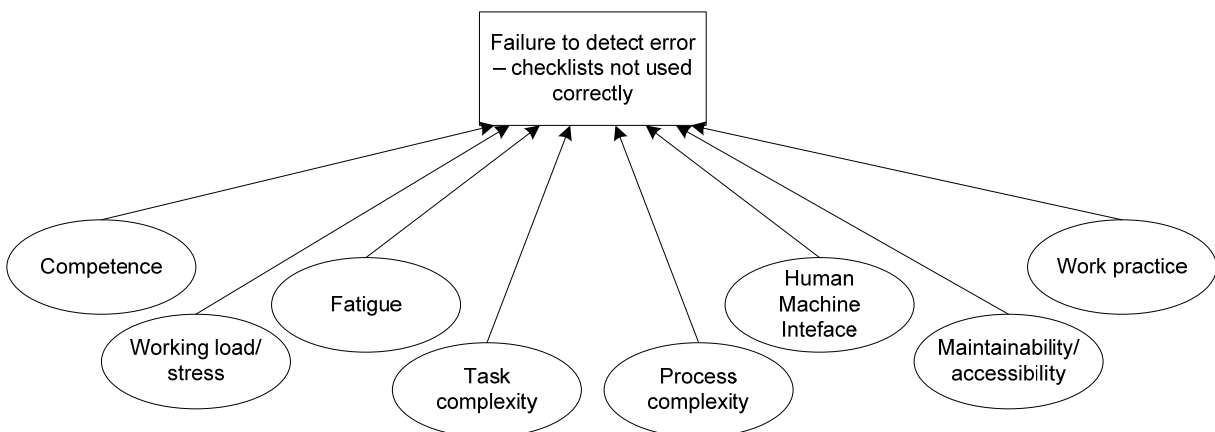 Failure to detect error
– checklists not used
correctly
Competence
Working load/
stress
Fatigue
Task
complexity
Process
complexity
Human
Machine
Inteface
Maintainability/
accessibility
Work practice